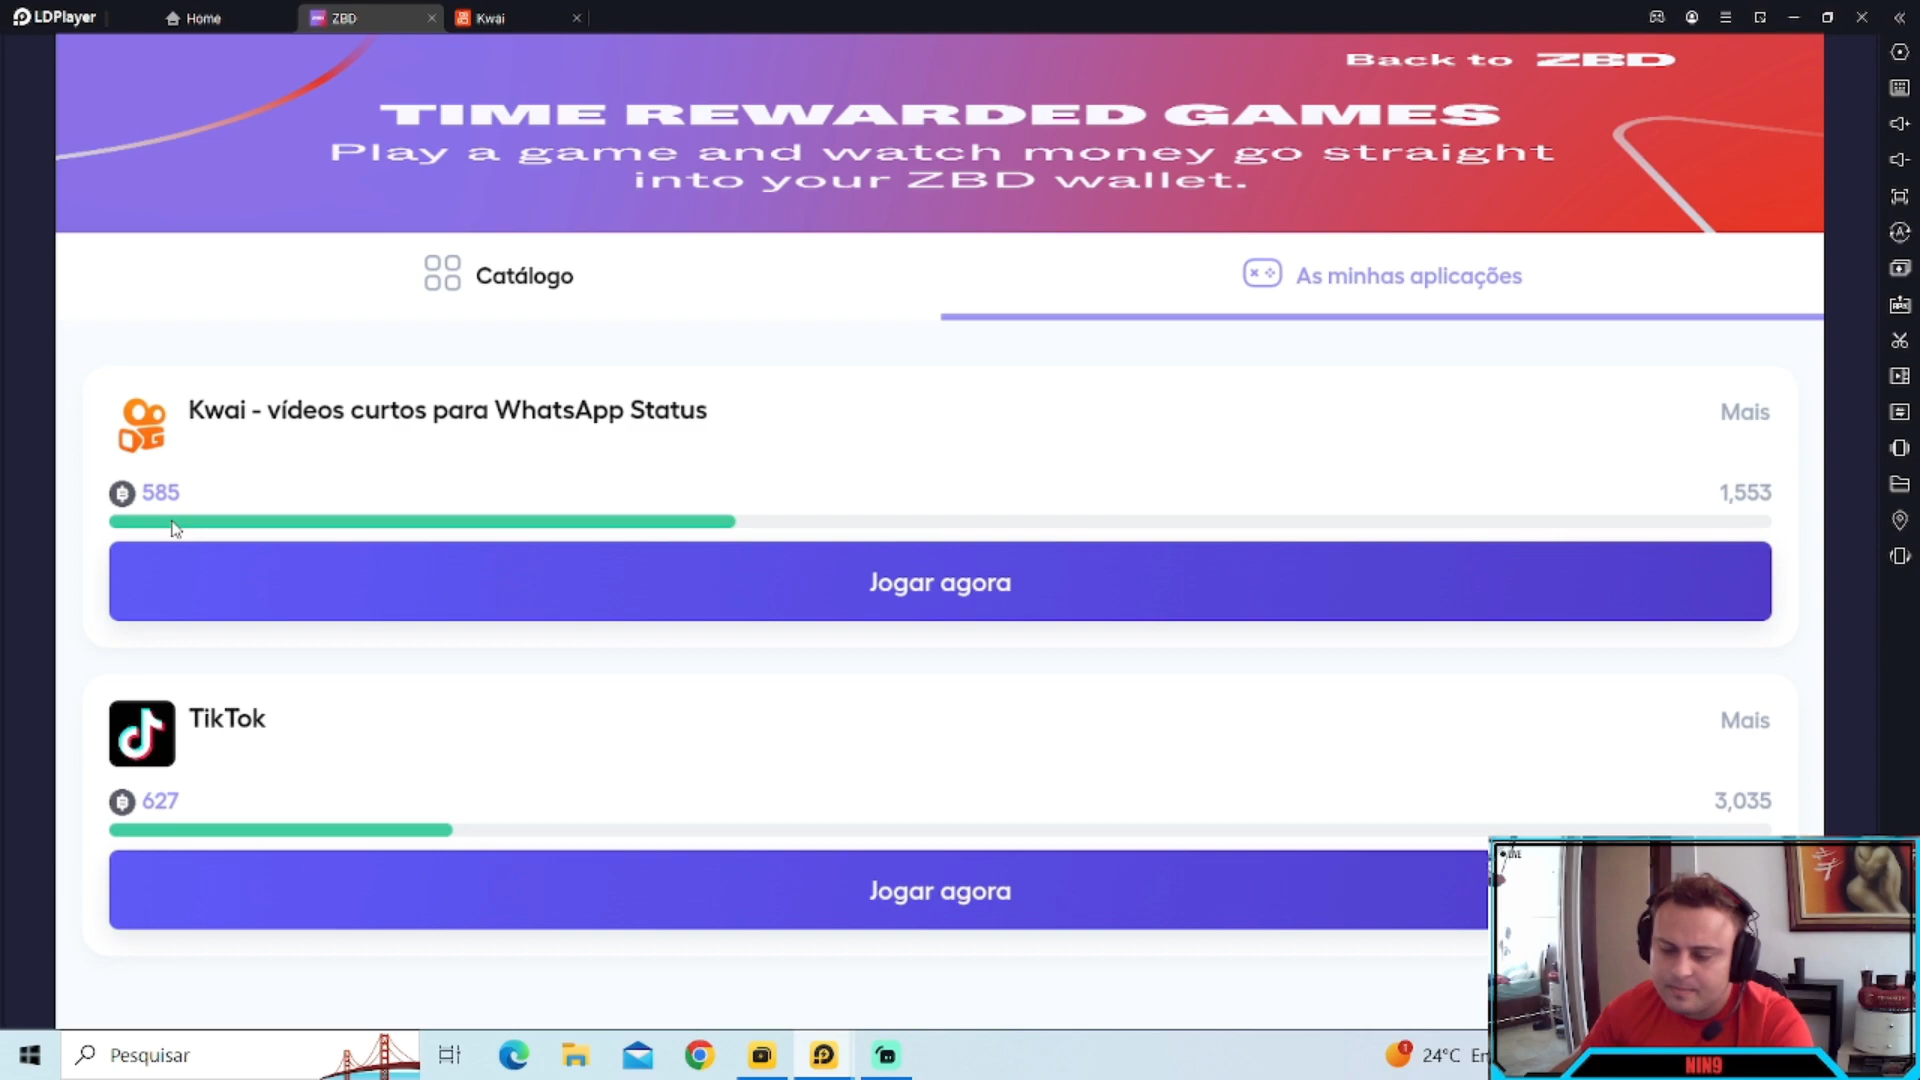 LDPlayer
Home
ZBD
Kwai
Back to ZBD
TIME REWARDED GAMES
Play a game and watch money go straight
into your ZBD wallet.
Catálogo
As minhas aplicações
Kwai - vídeos curtos para WhatsApp Status
Mais
585
1,553
Jogar agora
TikTok
Mais
627
3,035
Jogar agora
LIVE
NIN9
Pesquisar
1
24°C